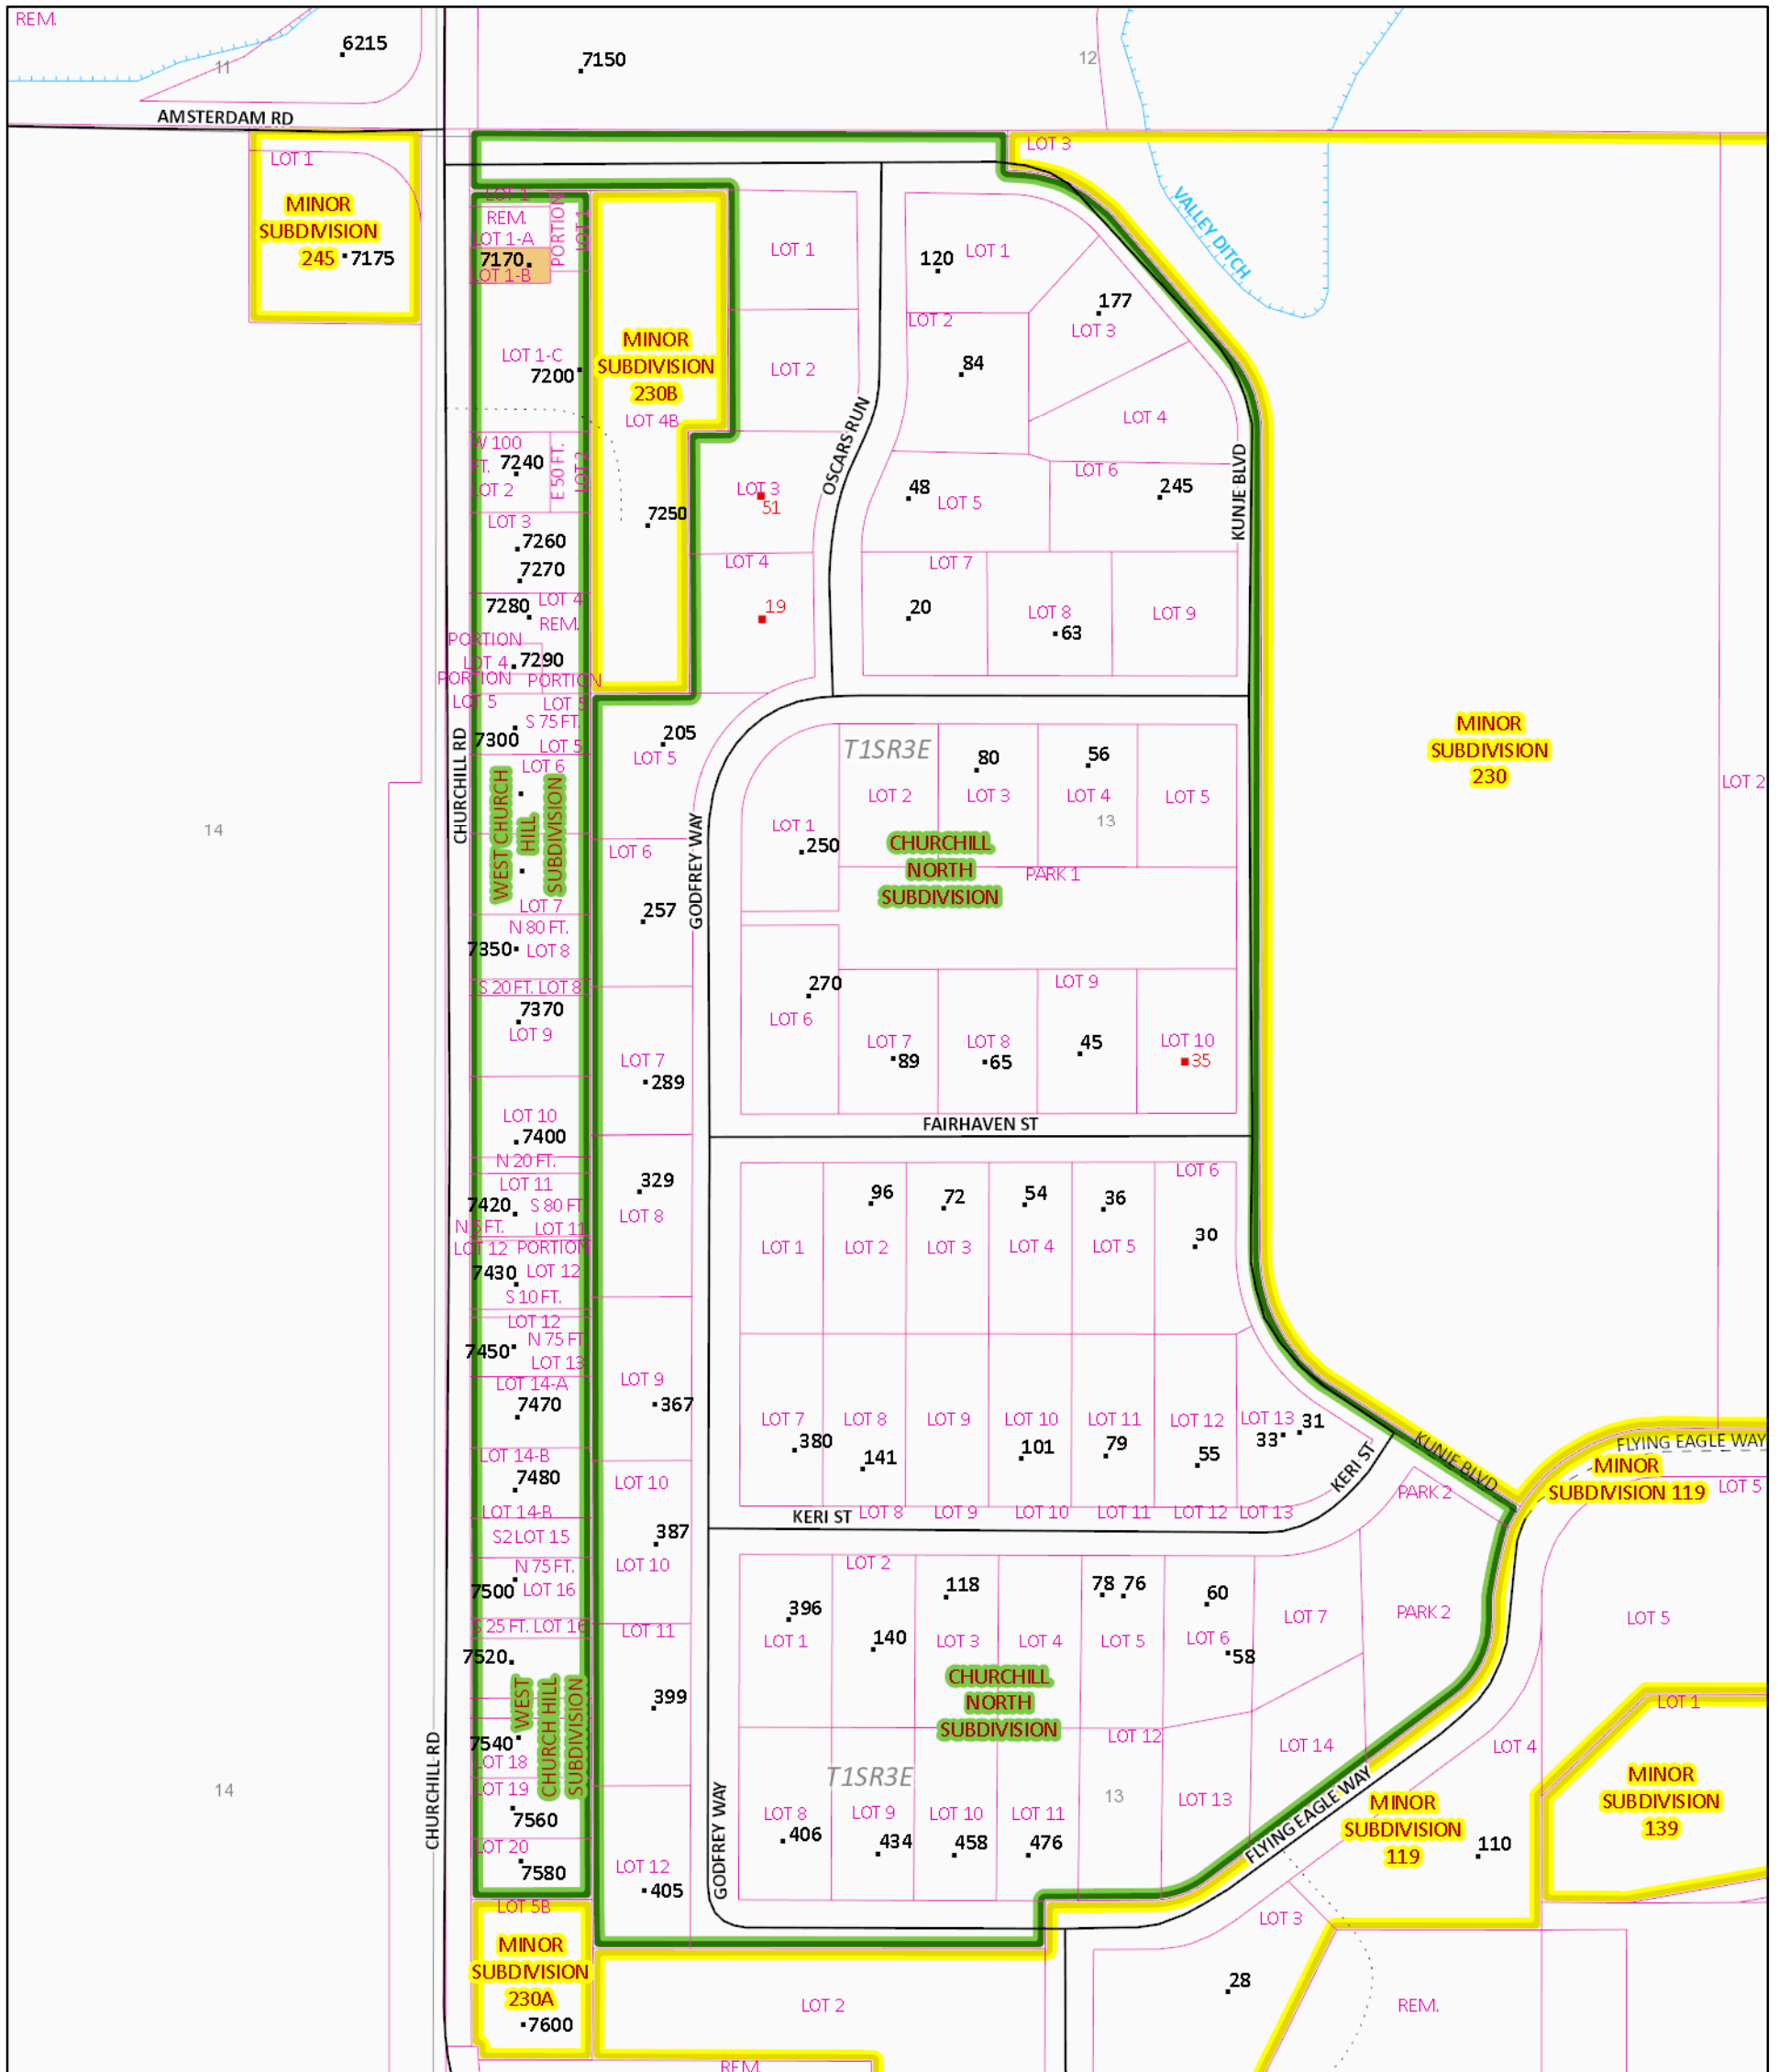 REM.
6215
11
7150
12
AMSTERDAM RD
LOT 1
MINOR
SUBDIVISION
245
7175
LOT 3
VALLEY DITCH
LOT 1
REM.
LOT 1-A
PORTION
LOT 1
7170
LOT 1-B
LOT 1-C
7200
MINOR
SUBDIVISION
230B
LOT 4B
7250
LOT 1
LOT 2
LOT 3
51
LOT 4
19
OSCARS RUN
120
LOT 1
LOT 2
84
177
LOT 3
LOT 4
48
LOT 5
LOT 6
245
LOT 7
20
LOT 8
63
LOT 9
KUNJE BLVD
W 100
FT.
7240
LOT 2
E 50 FT.
LOT 2
LOT 3
7260
7270
7280
LOT 4
REM.
PORTION
LOT 4
7290
PORTION
PORTION
LOT 5
LOT 5
S 75 FT.
7300
LOT 5
LOT 6
WEST CHURCH
HILL
SUBDIVISION
LOT 7
N 80 FT.
7350
LOT 8
S 20 FT. LOT 8
7370
LOT 9
LOT 10
7400
N 20 FT.
LOT 11
7420
S 80 FT
N 5 FT.
LOT 11
LOT 12
PORTION
7430
LOT 12
S 10 FT.
LOT 12
N 75 FT
7450
LOT 13
LOT 14-A
7470
LOT 14-B
7480
LOT 14-B
S2 LOT 15
N 75 FT.
7500
LOT 16
S 25 FT. LOT 16
7520
WEST
CHURCH HILL
SUBDIVISION
7540
LOT 18
LOT 19
7560
LOT 20
7580
CHURCHILL RD
CHURCHILL RD
14
14
205
LOT 5
LOT 6
257
LOT 7
289
329
LOT 8
LOT 9
367
LOT 10
387
LOT 10
LOT 11
399
LOT 12
405
GODFREY WAY
GODFREY WAY
T1SR3E
80
56
LOT 2
LOT 3
LOT 4
LOT 5
13
LOT 1
250
CHURCHILL
NORTH
SUBDIVISION
PARK 1
270
LOT 6
LOT 7
89
LOT 8
65
LOT 9
45
LOT 10
35
FAIRHAVEN ST
96
72
54
36
LOT 6
30
LOT 1
LOT 2
LOT 3
LOT 4
LOT 5
LOT 7
380
LOT 8
141
LOT 9
LOT 10
101
LOT 11
79
LOT 12
55
LOT 13
31
33
KERI ST
LOT 8
LOT 9
LOT 10
LOT 11
LOT 12
LOT 13
KERI ST
KUNJE BLVD
PARK 2
396
LOT 1
LOT 2
140
118
LOT 3
LOT 4
78
76
LOT 5
60
LOT 6
58
LOT 7
PARK 2
CHURCHILL
NORTH
SUBDIVISION
T1SR3E
LOT 8
406
LOT 9
434
LOT 10
458
LOT 11
476
LOT 12
13
LOT 13
LOT 14
FLYING EAGLE WAY
MINOR
SUBDIVISION
230
LOT 2
FLYING EAGLE WAY
MINOR
SUBDIVISION 119
LOT 5
LOT 5
LOT 4
LOT 1
MINOR
SUBDIVISION
139
MINOR
SUBDIVISION
119
110
LOT 3
28
REM.
LOT 5B
MINOR
SUBDIVISION
230A
7600
LOT 2
REM.